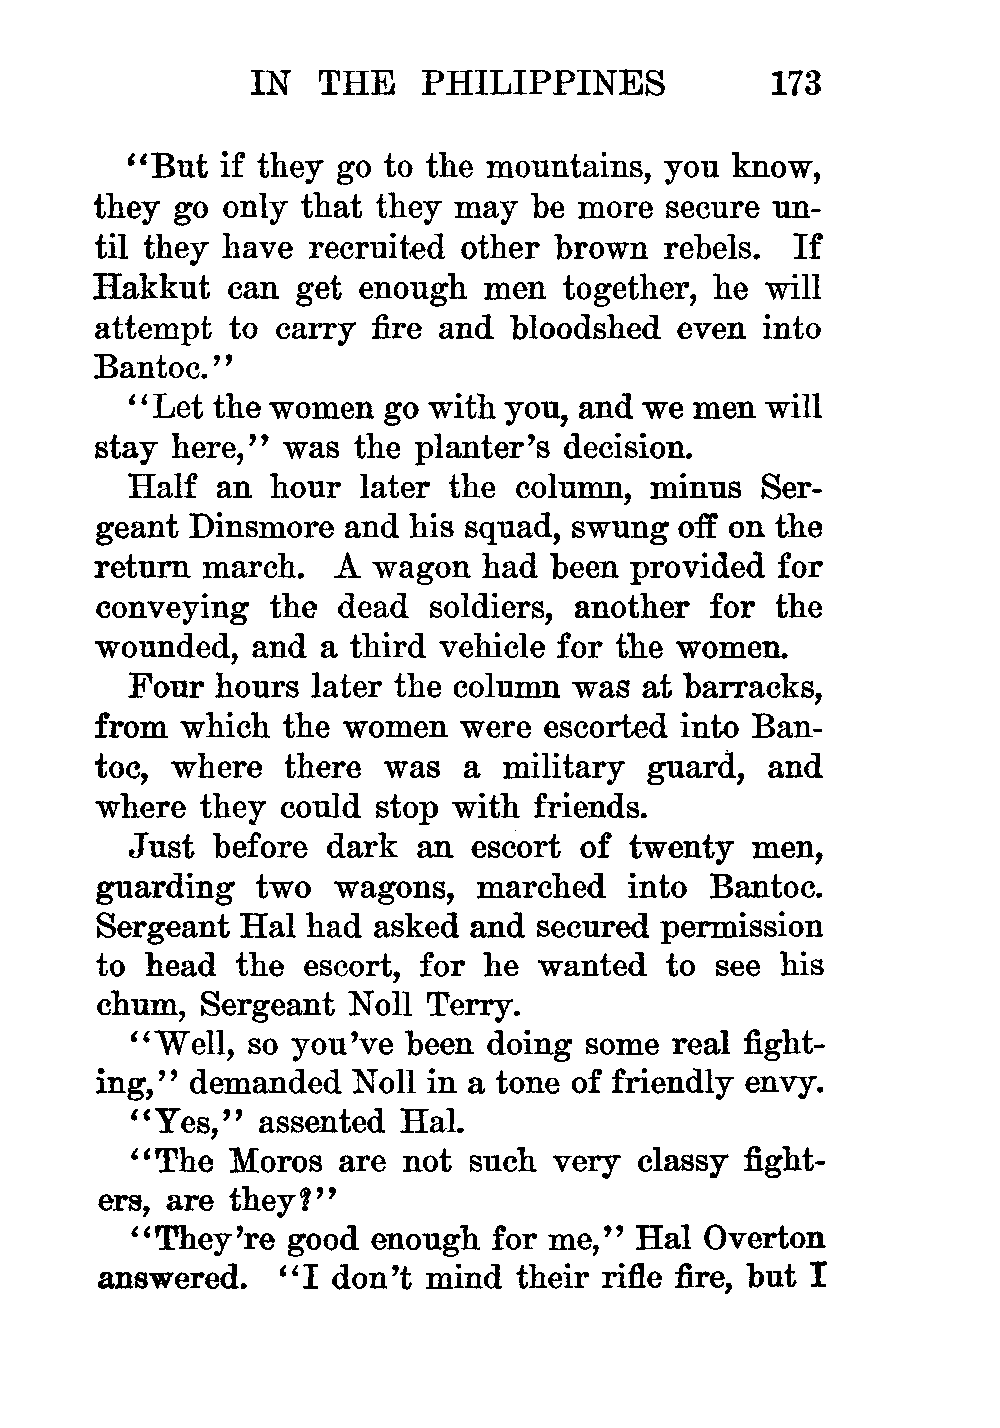 IN THE PHILIPPINES 173
"But if they go to the mountains, you know,
they go only that they may be more secure un-
til they have recruited other brown rebels. If
Hakkut can get enough men together, he will
attempt to carry fire and bloodshed even into
Bantoc."
"Let the women go with you, and we men will
stay here," was the planter's decision.
Half an hour later the column, minus Ser-
geant Dinsmore and his squad, swung off on the
return march. A wagon had been provided for
conveying the dead soldiers, another for the
wounded, and a third vehicle for the women.
Four hours later the column was at barracks,
from which the women were escorted into Ban-
toc, where there was a military guard, and
where they could stop with friends.
Just before dark an escort of twenty men,
guarding two wagons, marched into Bantoc.
Sergeant Hal had asked and secured permission
to head the escort, for he wanted to see his
chum, Sergeant Noll Terry.
"Well, so you've been doing some real fight-
ing," demanded Noll in a tone of friendly envy.
"Yes," assented Hal.
"The Moros are not such very classy fight-
ers, are they?"
"They're good enough for me," Hal Overton
answered. "I don't mind their rifle fire, but I